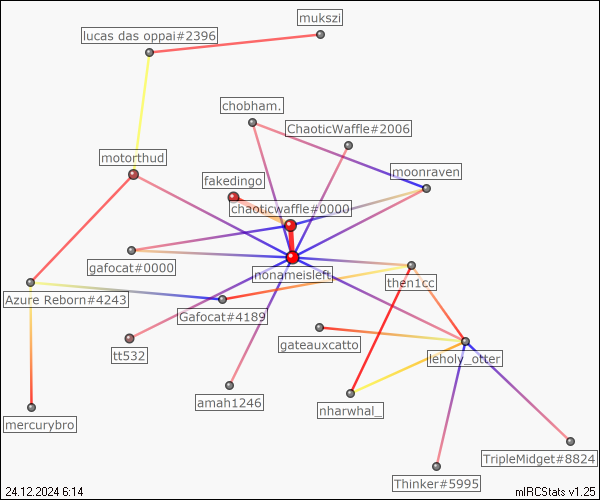 mukszi
lucas das oppai#2396
chobham.
ChaoticWaffle#2006
motorthud
moonraven
fakedingo
chaoticwaffle#0000
gafocat#0000
nonameisleft
then1cc
Azure Reborn#4243
Gafocat#4189
gateauxcatto
tt532
leholy_otter
amah1246
nharwhal_
mercurybro
TripleMidget#8824
Thinker#5995
24.12.2024 6:14
mIRCStats v1.25